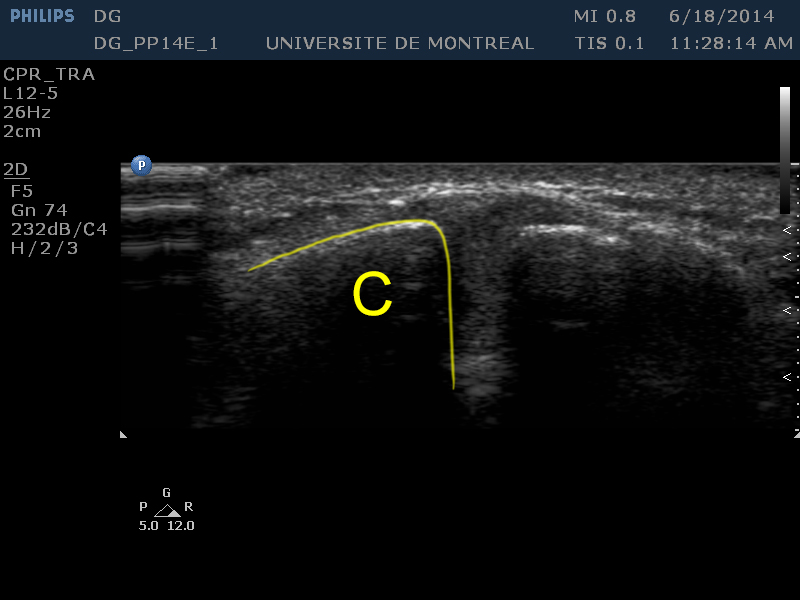 PHILIPS DG MI 0.8 6/18/2014
DG_PP14E_1 UNIVERSITE DE MONTREAL TIS 0.1 11:28:14 AM
CPR_TRA
L12-5
26Hz
2cm
2D
F5
Gn 74
232dB/C4
H/2/3
P
C
G
P R
5.0 12.0